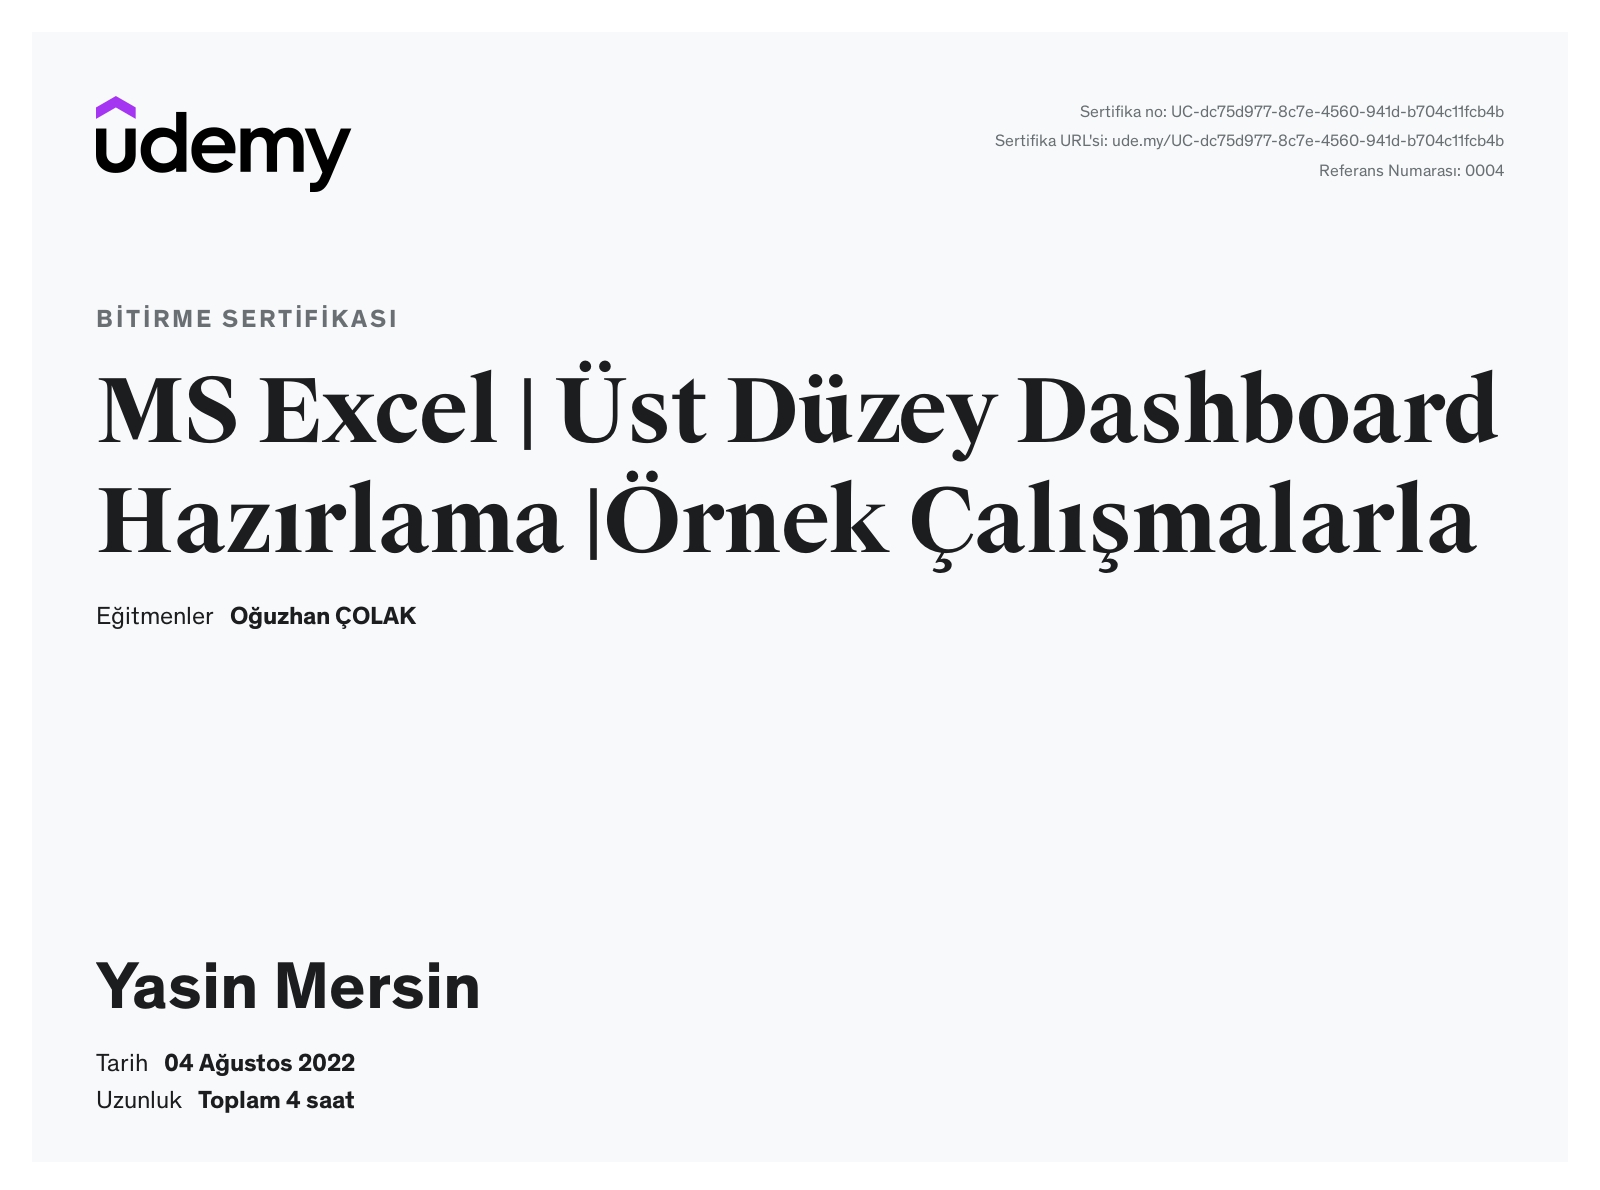 udemy
Sertifika no: UC-dc75d977-8c7e-4560-941d-b704c11fcb4b
Sertifika URL'si: ude.my/UC-dc75d977-8c7e-4560-941d-b704c11fcb4b
Referans Numarası: 0004
BİTİRME SERTİFİKASI
MS Excel | Üst Düzey Dashboard
Hazırlama |Örnek Çalışmalarla
Eğitmenler Oğuzhan ÇOLAK
Yasin Mersin
Tarih 04 Ağustos 2022
Uzunluk Toplam 4 saat